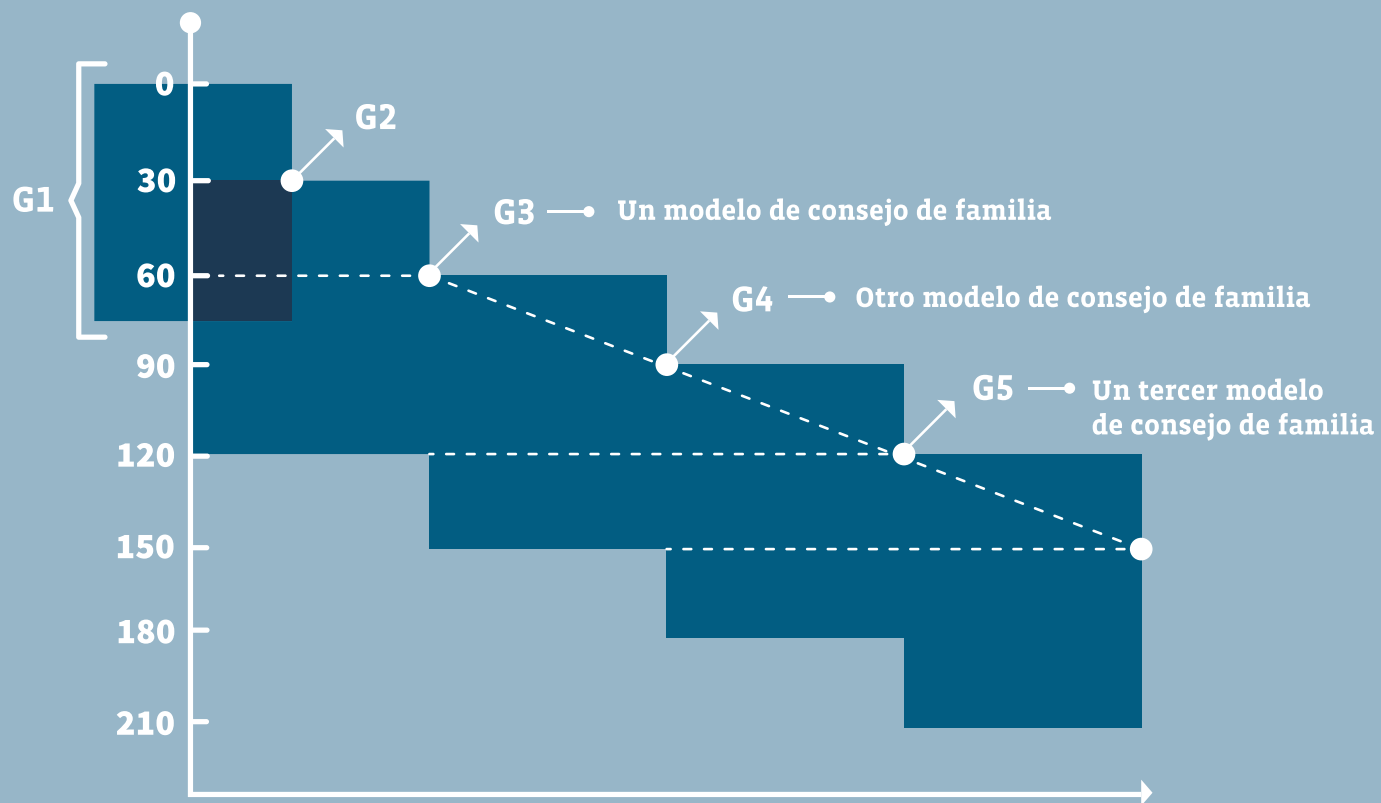 0
G2
30
G1
G3
Un modelo de consejo de familia
60
G4
Otro modelo de consejo de familia
90
G5
Un tercer modelo
de consejo de familia
120
150
180
210